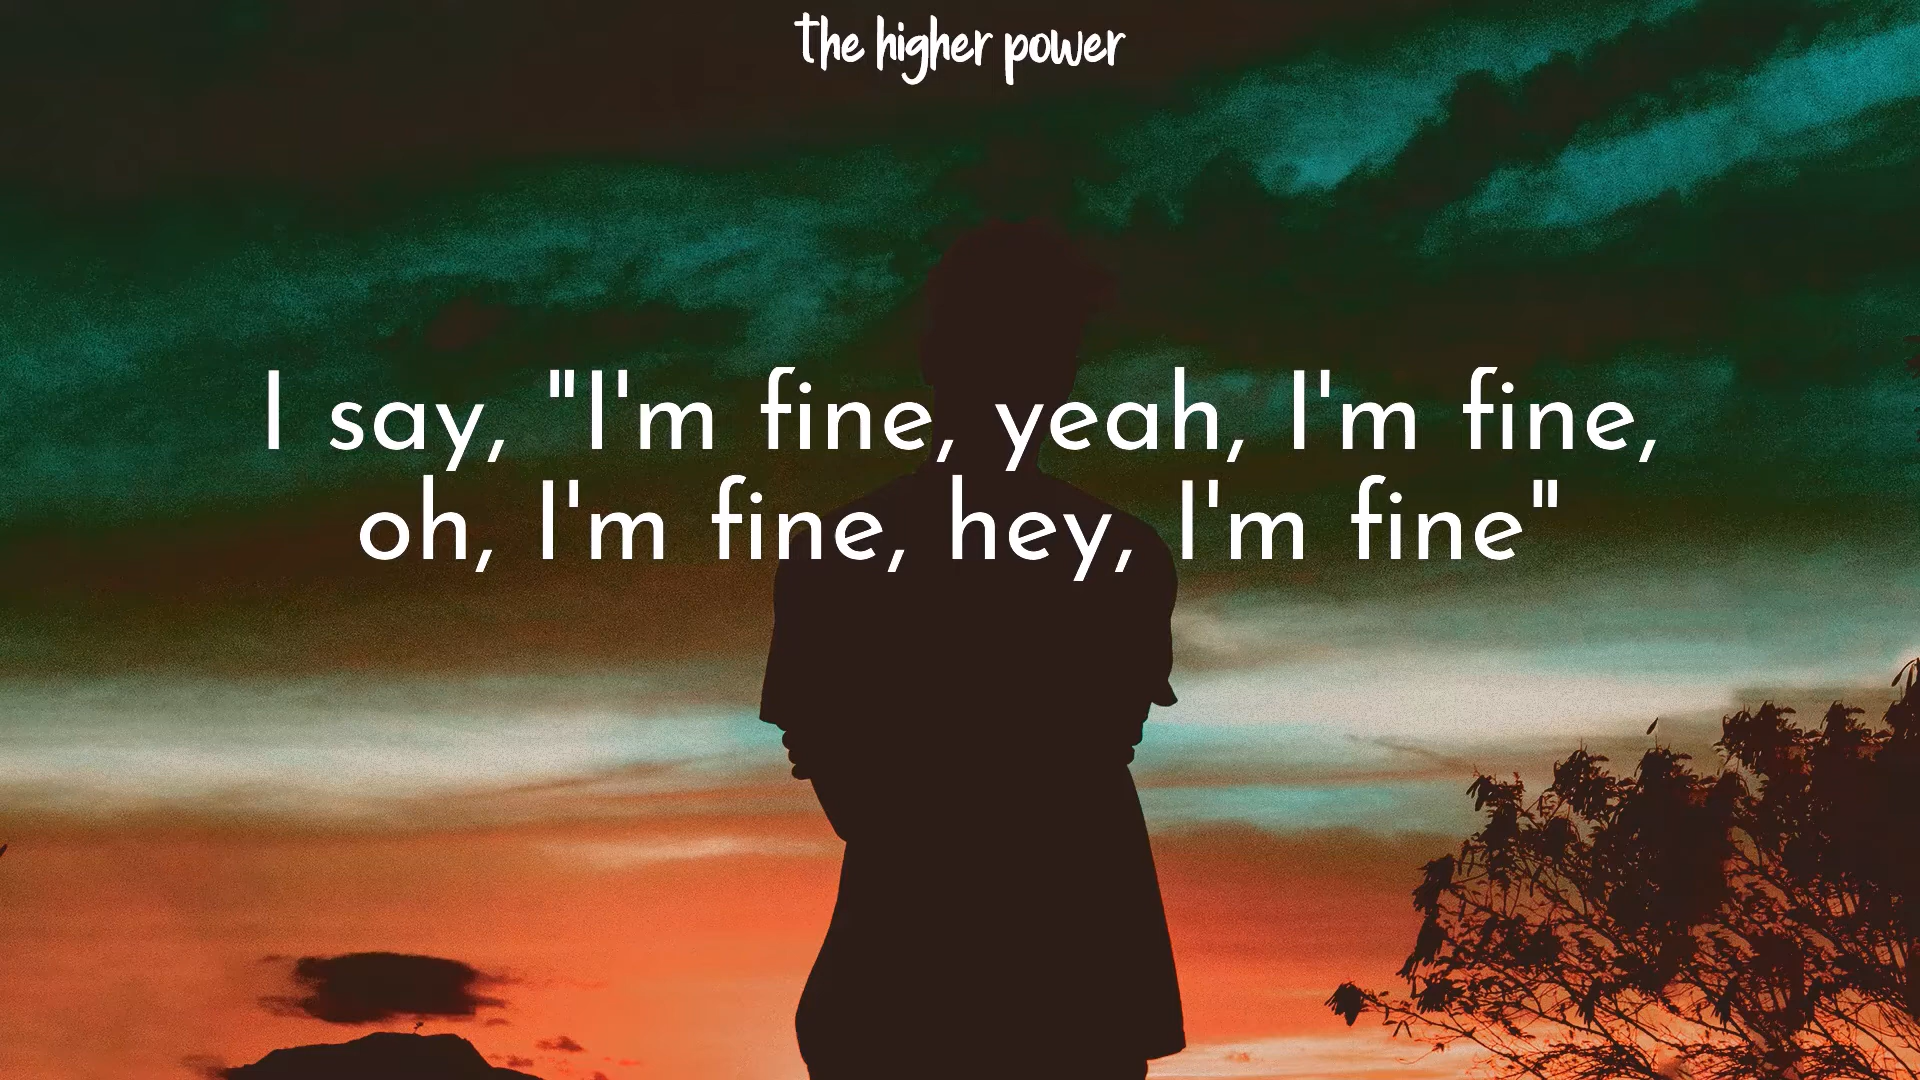 the higher power
I say, "I'm fine, yeah, I'm fine,
oh, I'm fine, hey, I'm fine"